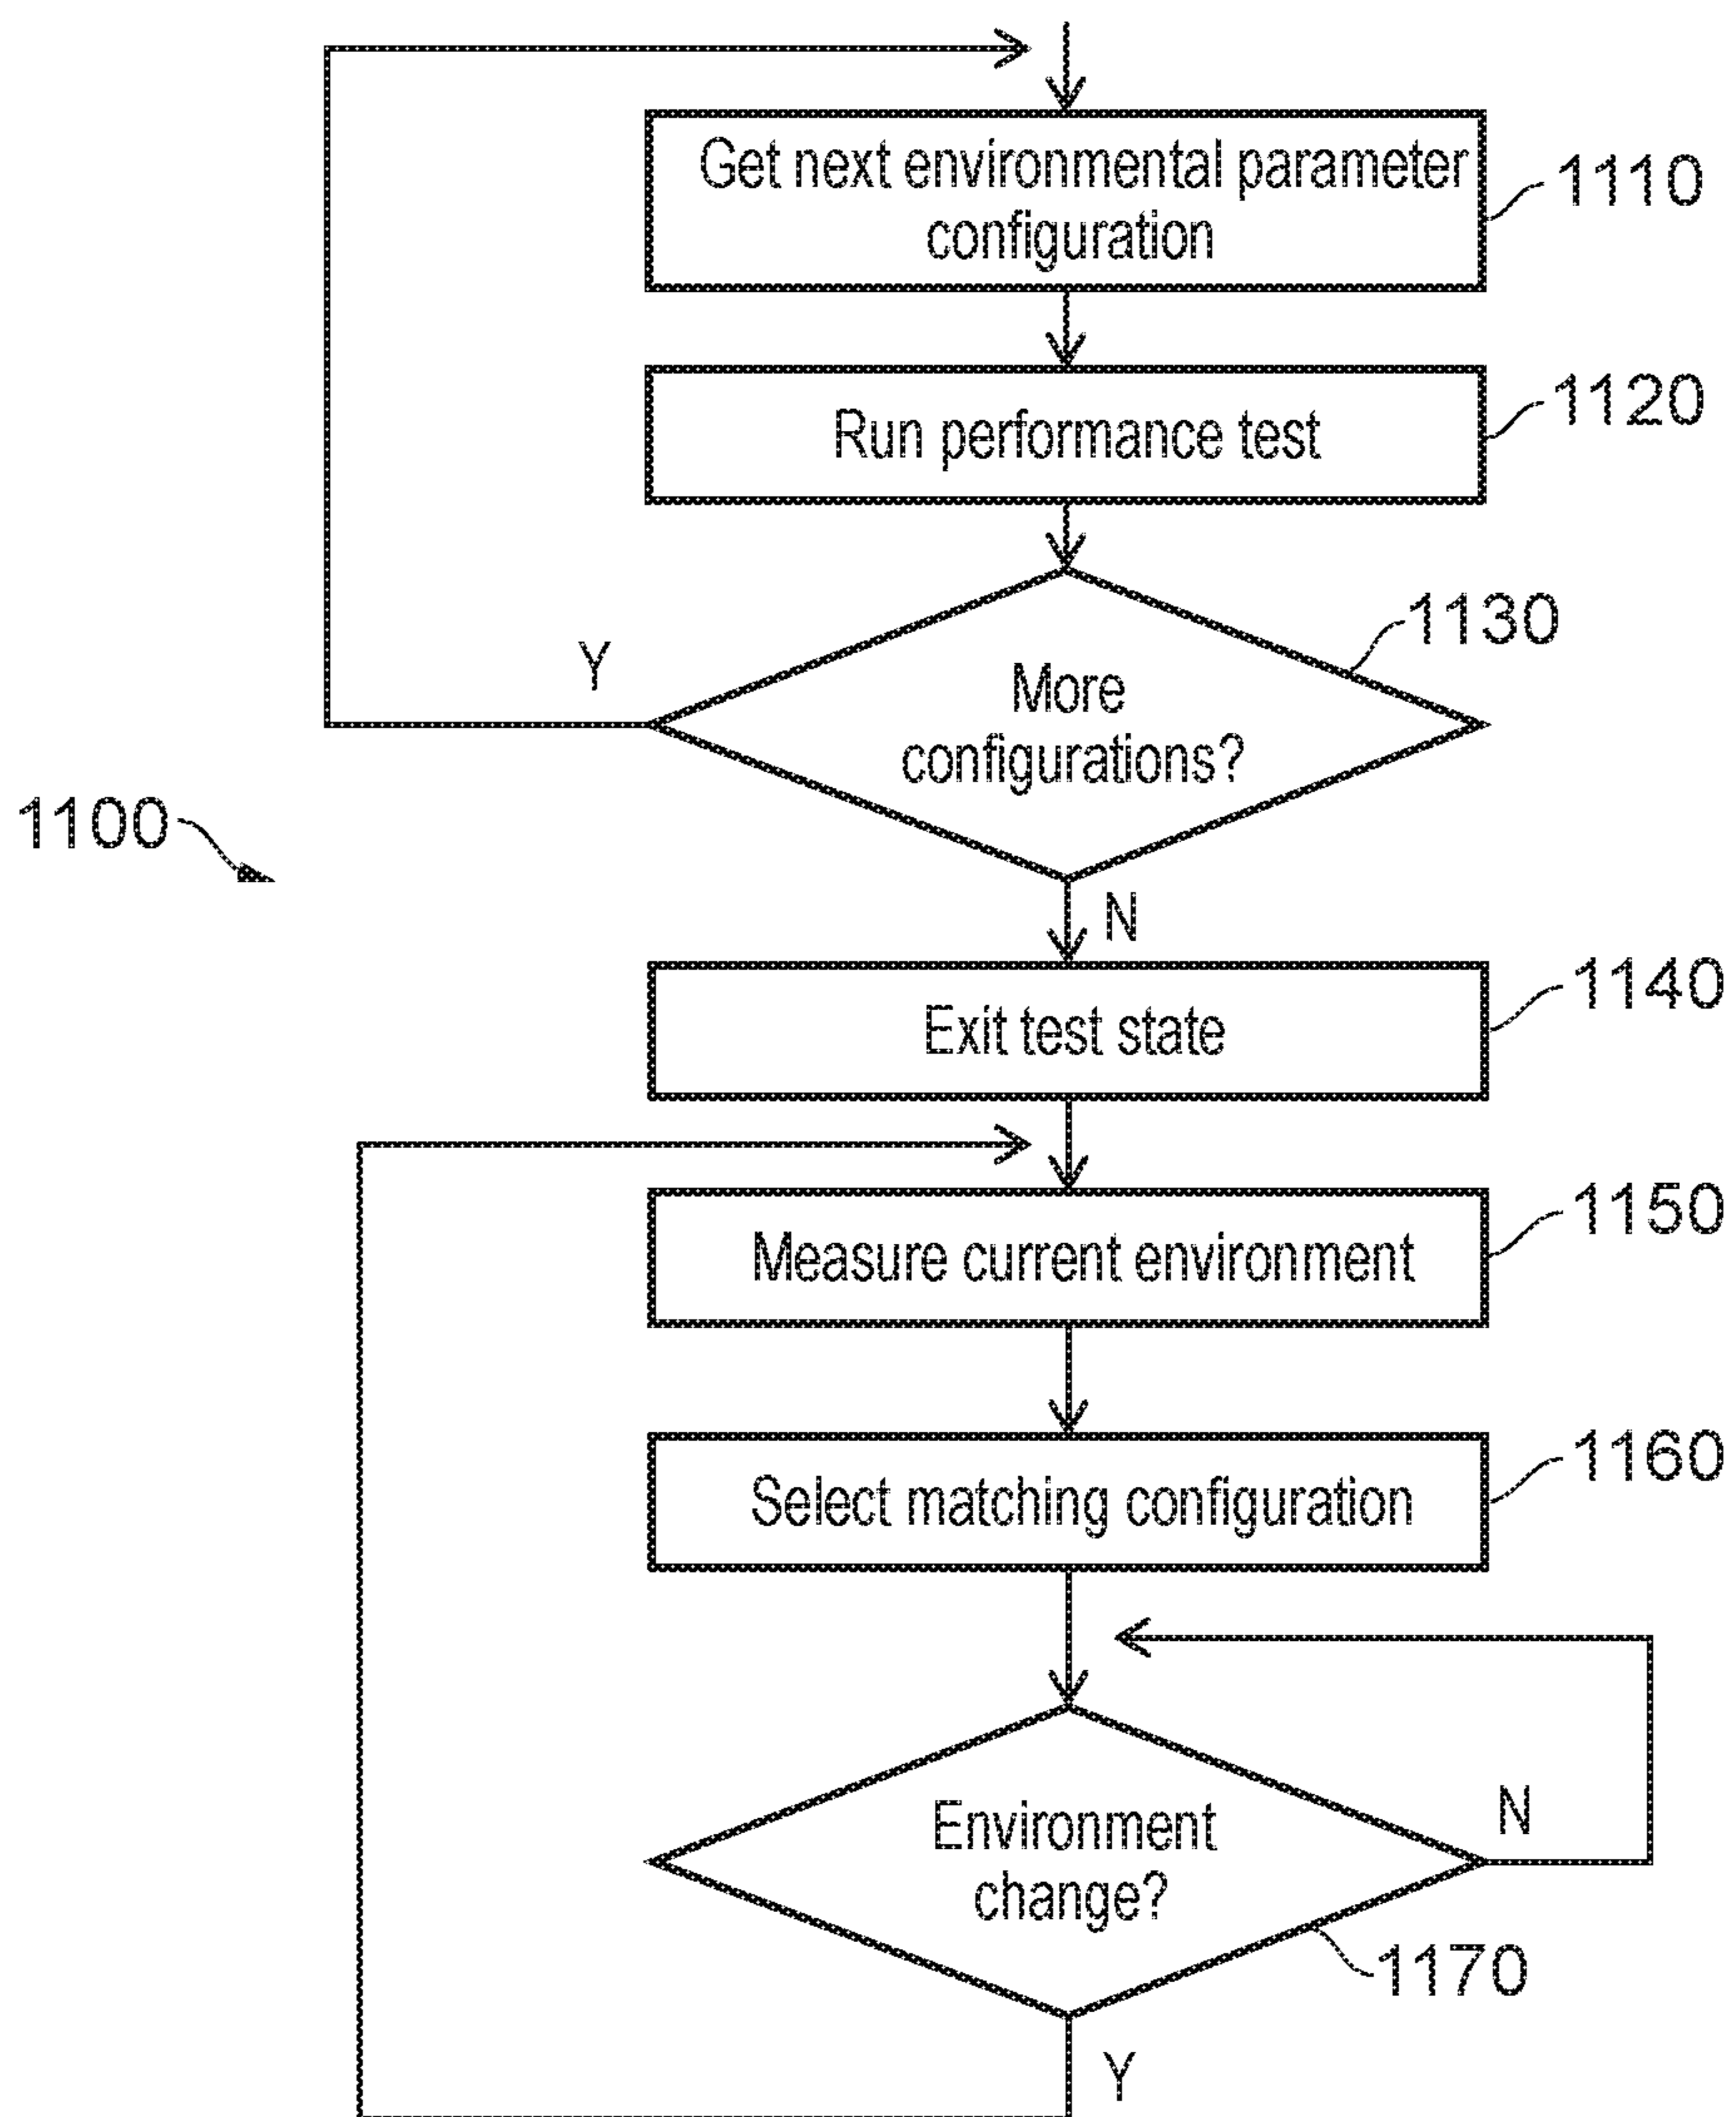 Get next environmental parameter
configuration
1110
Run performance test
1120
1130
Y
More
configurations?
1100
N
1140
Exit test state
1150
Measure current environment
1160
Select matching configuration
N
Environment
change?
1170
Y